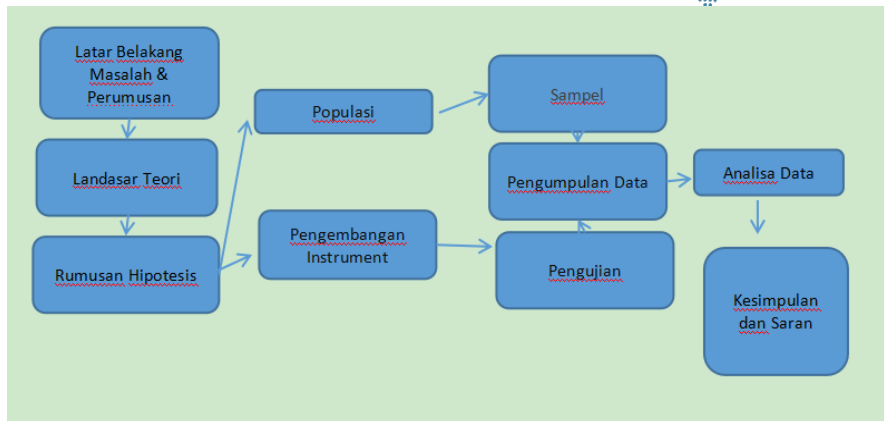 Latar Belakang
Masalah &
Perumusan
Landasar Teori
Rumusan Hipotesis
Populasi
Pengembangan
Instrument
Sampel
Pengumpulan Data
Pengujian
Analisa Data
Kesimpulan
dan Saran